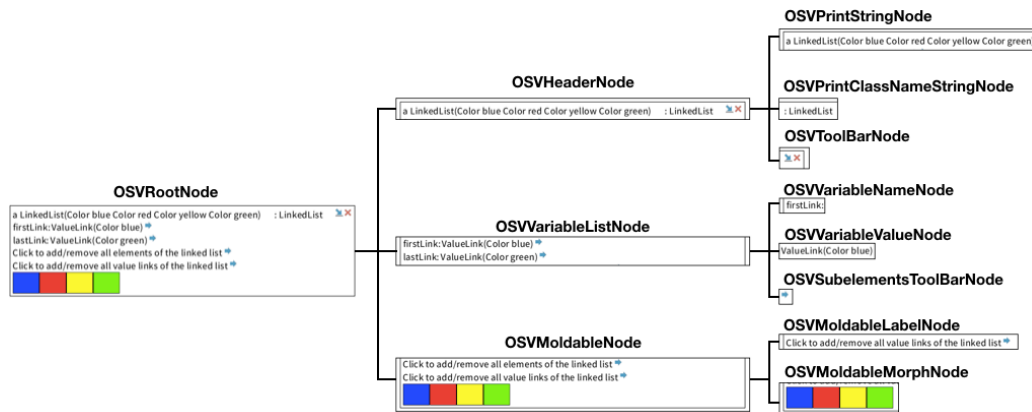 OSVRootNode
a LinkedList(Color blue Color red Color yellow Color green) : LinkedList
firstLink: ValueLink(Color blue)
lastLink: ValueLink(Color green)
Click to add/remove all elements of the linked list
Click to add/remove all value links of the linked list
OSVHeaderNode
a LinkedList(Color blue Color red Color yellow Color green) : LinkedList
OSVVariableListNode
firstLink: ValueLink(Color blue)
lastLink: ValueLink(Color green)
OSVMoldableNode
Click to add/remove all elements of the linked list
Click to add/remove all value links of the linked list
OSVPrintStringNode
a LinkedList(Color blue Color red Color yellow Color green)
OSVPrintClassNameStringNode
: LinkedList
OSVToolBarNode
OSVVariableNameNode
firstLink:
OSVVariableValueNode
ValueLink(Color blue)
OSVSubelementsToolBarNode
OSVMoldableLabelNode
Click to add/remove all value links of the linked list
OSVMoldableMorphNode